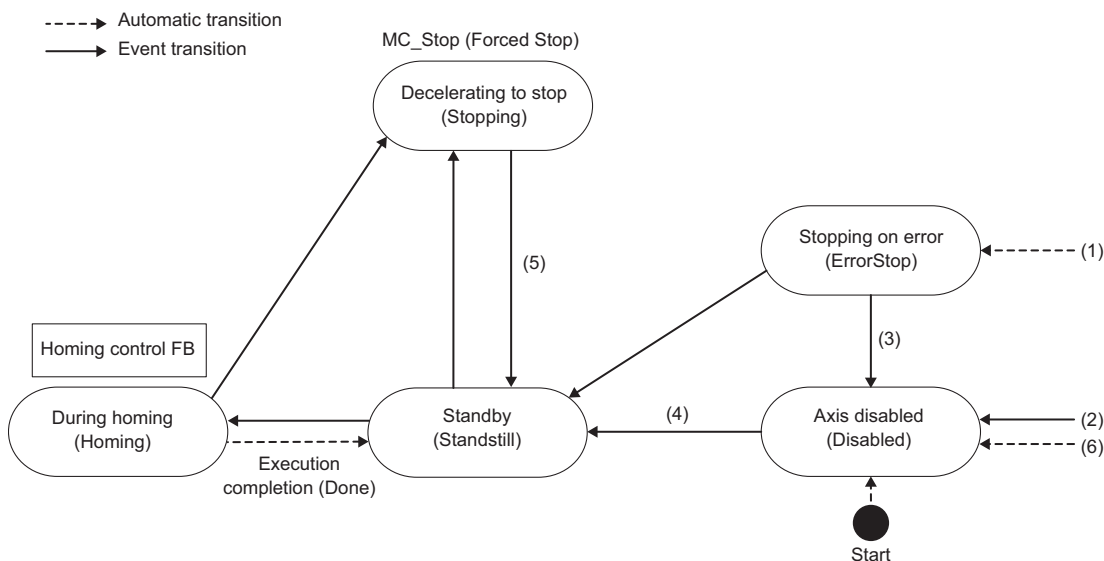 Automatic transition
Event transition
MC_Stop (Forced Stop)
Decelerating to stop
(Stopping)
Stopping on error
(ErrorStop)
(1)
(5)
(3)
Homing control FB
During homing
(Homing)
Standby
(Standstill)
(4)
Axis disabled
(Disabled)
(2)
(6)
Execution
completion (Done)
Start